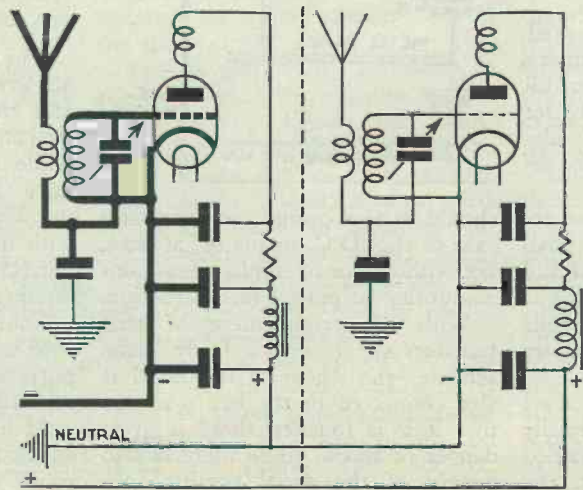 - +
- +
=
NEUTRAL
+